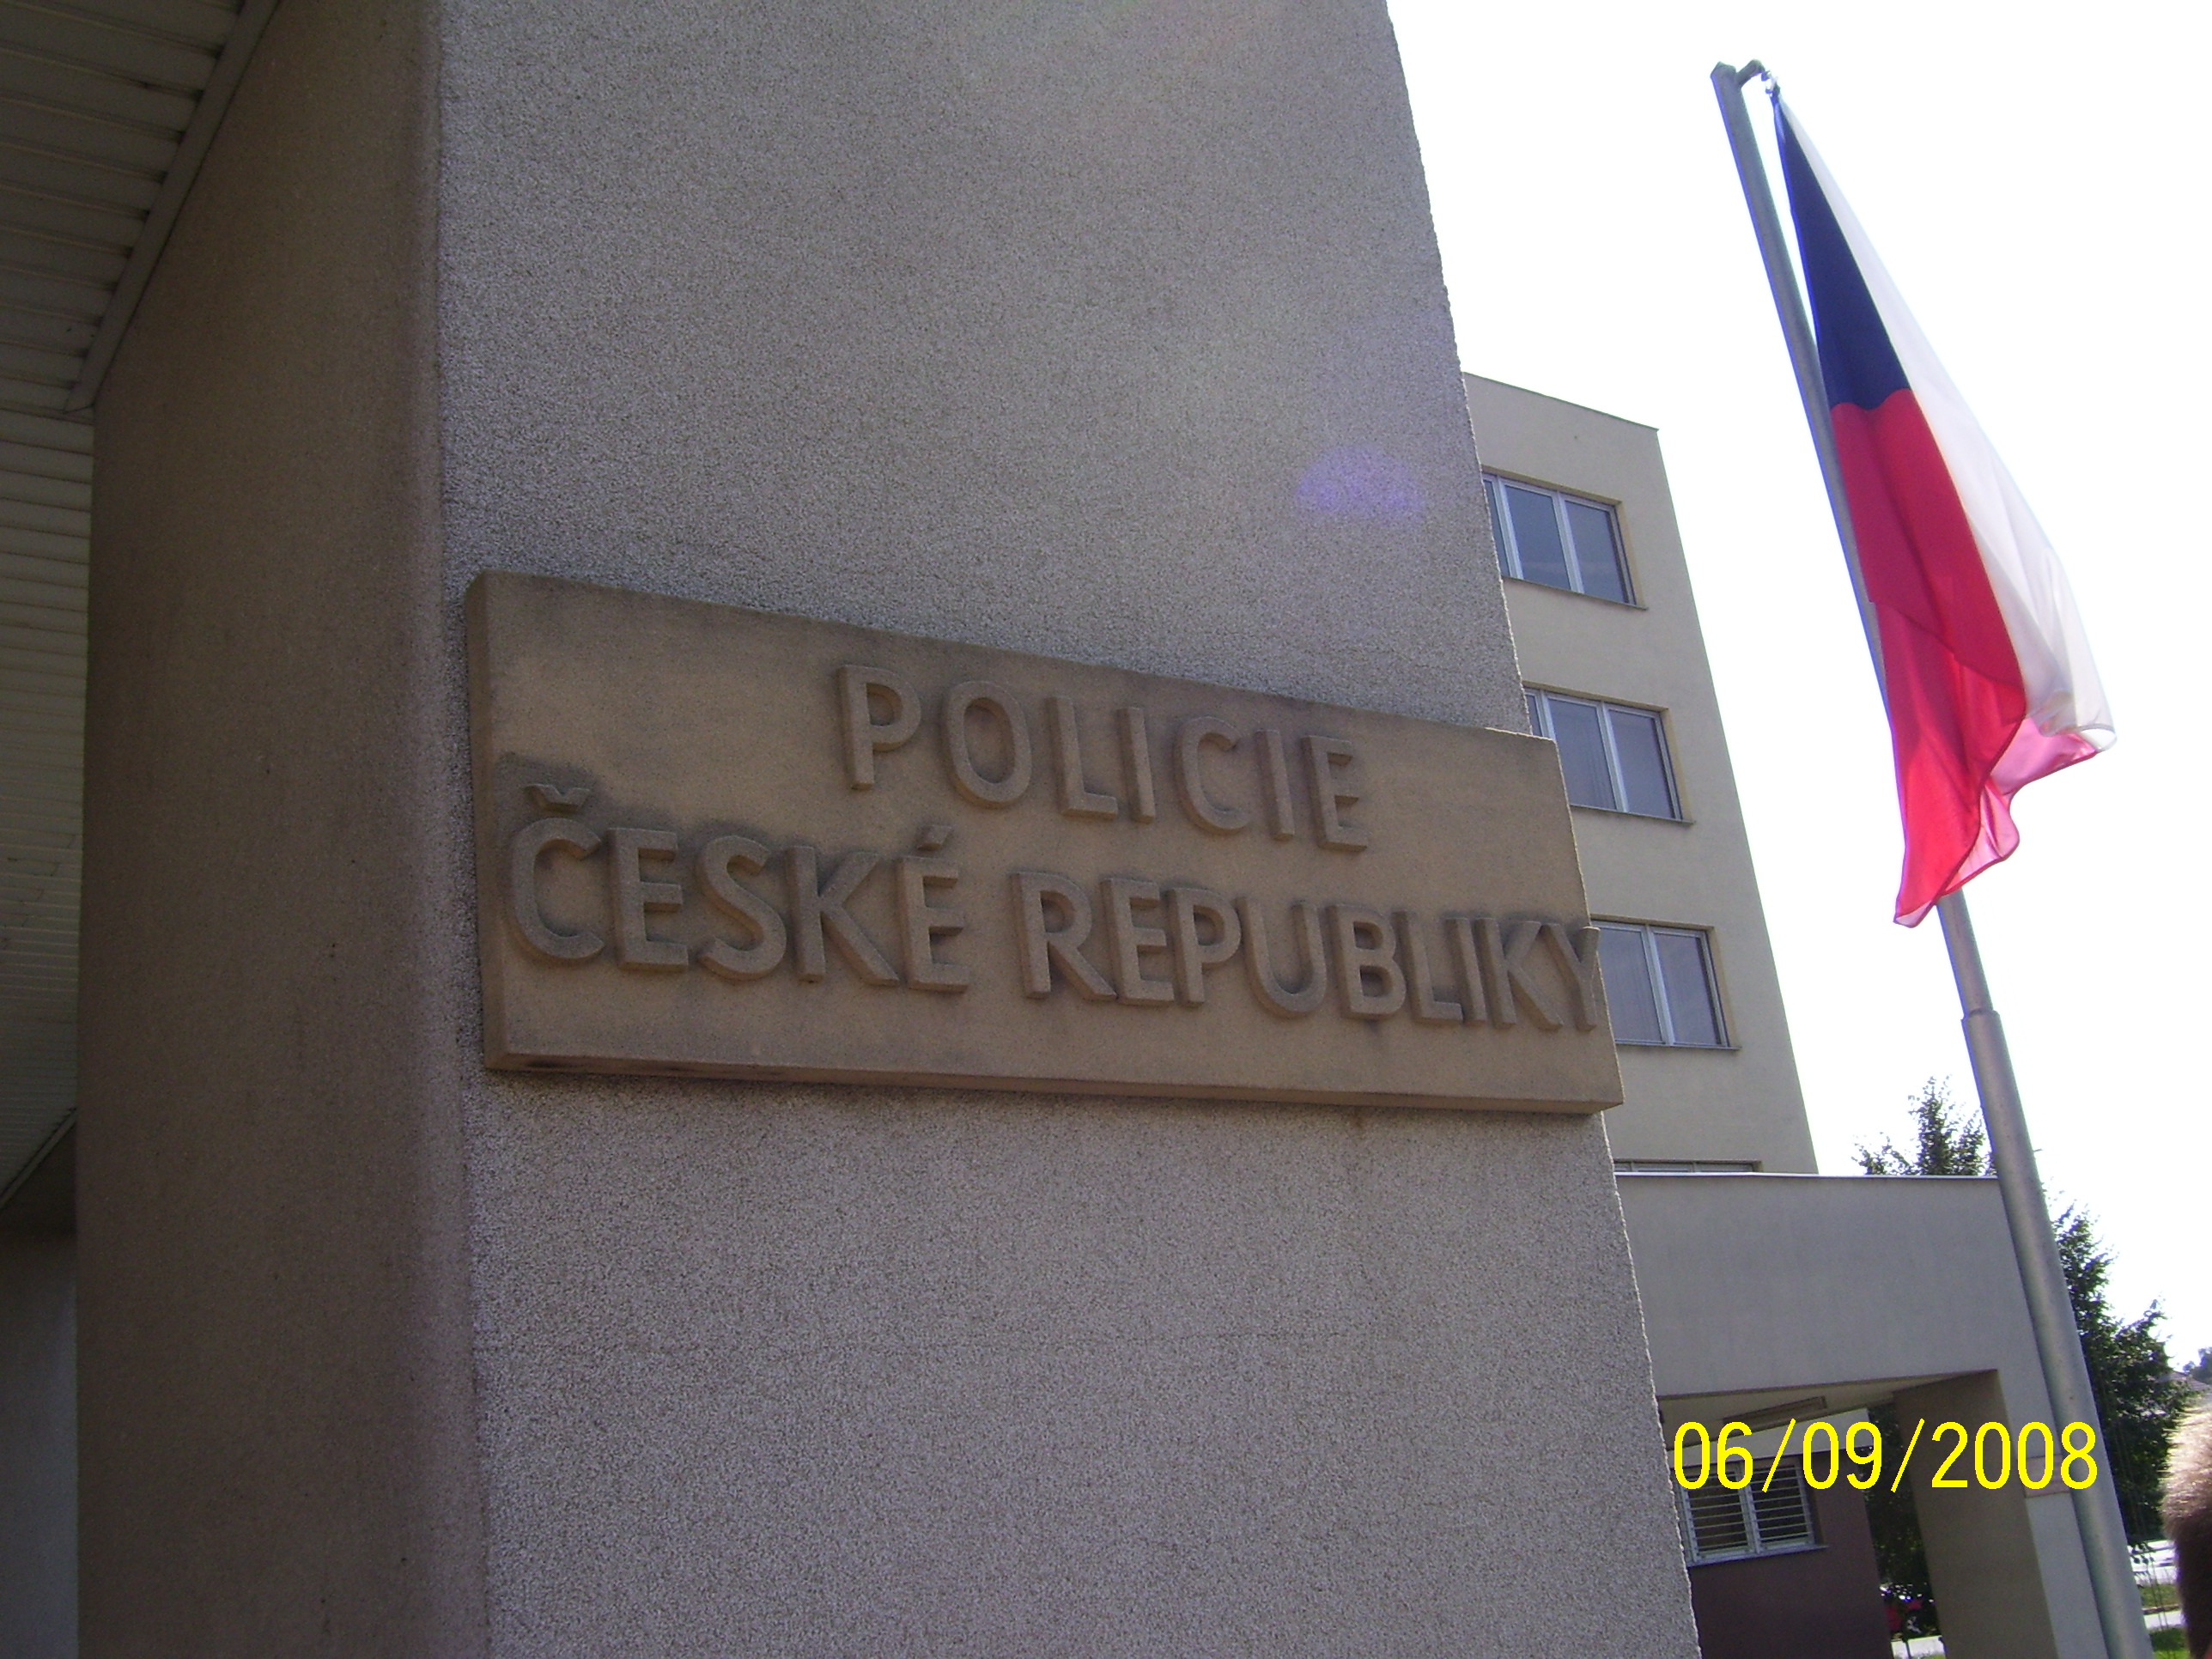 POLICIE
ČESKÉ REPUBLIKY
06/09/2008